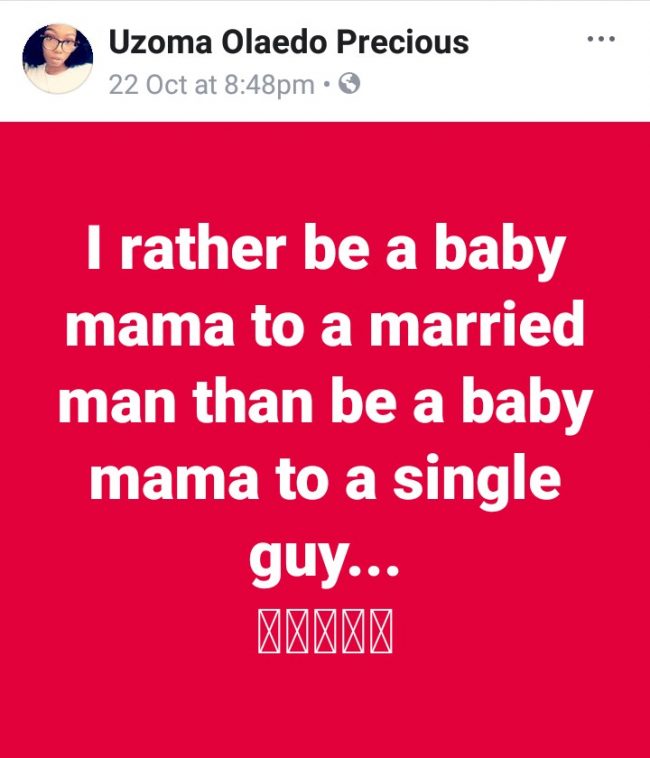 Uzoma Olaedo Precious
22 Oct at 8:48pm •
I rather be a baby
mama to a married
man than be a baby
mama to a single
guy...